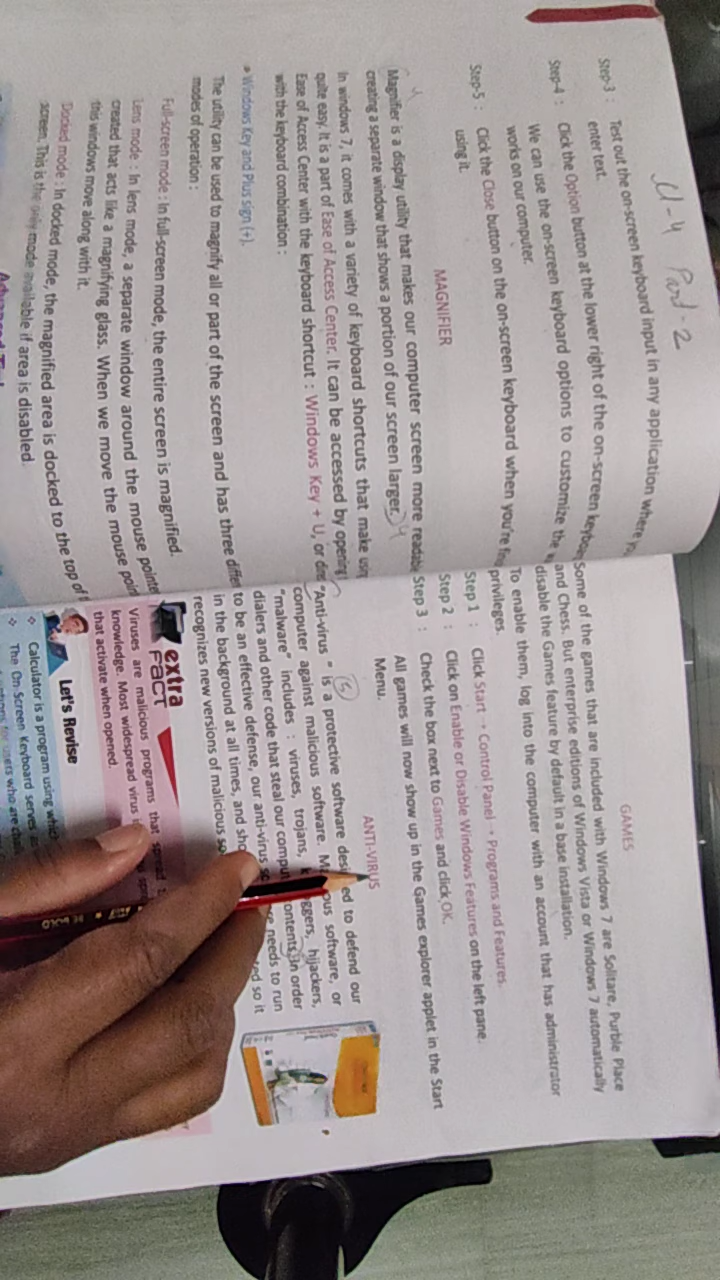 U-4 Part-2
Step-3 : Test out the on-screen keyboard input in any application where
enter text.
Step-4 : Click the Option button at the lower right of the on-screen
We can use the on-screen keyboard options to customize the
works on our computer.
Step-5 : Click the Close button on the on-screen keyboard when you're
using it.
MAGNIFIER
Magnifier is a display utility that makes our computer screen more
creating a separate window that shows a portion of our screen larger.
In windows 7, it comes with a variety of keyboard shortcuts that make
quite easy. It is a part of Ease of Access Center. It can be accessed by opening
Ease of Access Center with the keyboard shortcut : Windows Key + U, or
with the keyboard combination :
Windows Key and Plus sign (+).
The utility can be used to magnify all or part of the screen and has three
modes of operation :
Full-screen mode : In full-screen mode, the entire screen is magnified.
Lens mode : In lens mode, a separate window around the mouse
created that acts like a magnifying glass. When we move the mouse
this windows move along with it.
Docked mode : In docked mode, the magnified area is docked to the top of
screen. This is the only mode available if area is disabled.
GAMES
Some of the games that are included with Windows 7 are Solitare, Purble Place
and Chess. But enterprise editions of Windows Vista or Windows 7 automatically
disable the Games feature by default in a base installation.
To enable them, log into the computer with an account that has administrator
privileges.
Step 1 : Click Start → Control Panel → Programs and Features.
Step 2 : Click on Enable or Disable Windows Features on the left pane.
Step 3 : Check the box next to Games and click OK.
All games will now show up in the Games explorer applet in the Start
Menu.
ANTI-VIRUS
"Anti-virus " is a protective software to defend our
computer against malicious software. software, or
"malware" includes : viruses, trojans, hijackers,
dialers and other code that steal our In order
to be an effective defense, our anti-virus needs to run
in the background at all times, and so it
recognizes new versions of malicious
extra
FACT
Viruses are malicious programs that
knowledge. Most widespread virus
that activate when opened.
Let's Revise
❖ Calculator is a program using
❖ The On Screen Keyboard serves
BE BOLD